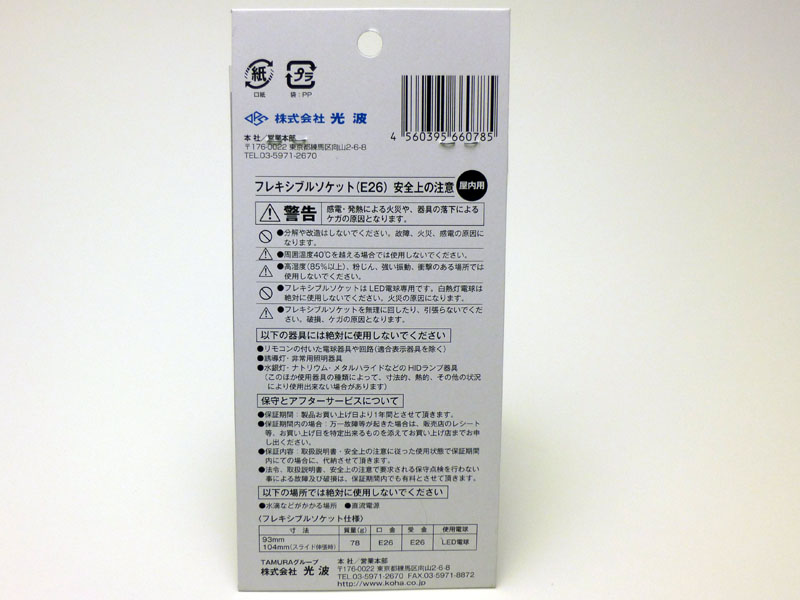 紙
プラ
口紙
袋：PP
株式会社 光波
4 560395 660785
本 社／営業本部
〒176-0022 東京都練馬区向山2-6-8
TEL.03-5971-2670
フレキシブルソケット(E26) 安全上の注意 屋内用
警告 感電・発熱による火災や、器具の落下による
ケガの原因となります。
●分解や改造はしないでください。故障、火災、感電の原因に
なります。
●周囲温度40℃を越える場合では使用しないでください。
●高湿度(85%以上)、粉じん、強い振動、衝撃のある場所では
使用しないでください。
●フレキシブルソケットはLED電球専用です。白熱灯電球は
絶対に使用しないでください。火災の原因になります。
●フレキシブルソケットを無理に回したり、引張らないでくだ
さい。破損、ケガの原因となります。
以下の器具には絶対に使用しないでください
●リモコンの付いた電球器具や回路(適合表示器具を除く)
●誘導灯・非常用照明器具
●水銀灯・ナトリウム・メタルハライドなどのHIDランプ器具
(このほか使用器具の種類によって、寸法的、熱的、その他の状況
により使用出来ない場合があります)
保守とアフターサービスについて
●保証期間：製品お買い上げ日より1年間とさせて頂きます。
●保証期間内の場合：万一故障等が起きた場合は、販売店のレシート
等、お買い上げ日を特定出来るものを添えてお買い上げ店までお申
し出ください。
●保証内容：取扱説明書・安全上の注意に従った使用状態で保証期間
内にての場合に、代納させて頂きます。
●法令、取扱説明書、安全上の注意で要求される保守点検を行わない
事による故障及び破損は、保証期間内でも有料とさせて頂きます。
以下の場所では絶対に使用しないでください
●水滴などがかかる場所 ●直流電源
(フレキシブルソケット仕様)
寸 法 質量(g) 口 金 受 金 使用電球
93mm
104mm(スライド伸張時) 78 E26 E26 LED電球
TAMURAグループ
株式会社 光波
本 社／営業本部
〒176-0022 東京都練馬区向山2-6-8
TEL.03-5971-2670 FAX.03-5971-8872
http://www.koha.co.jp